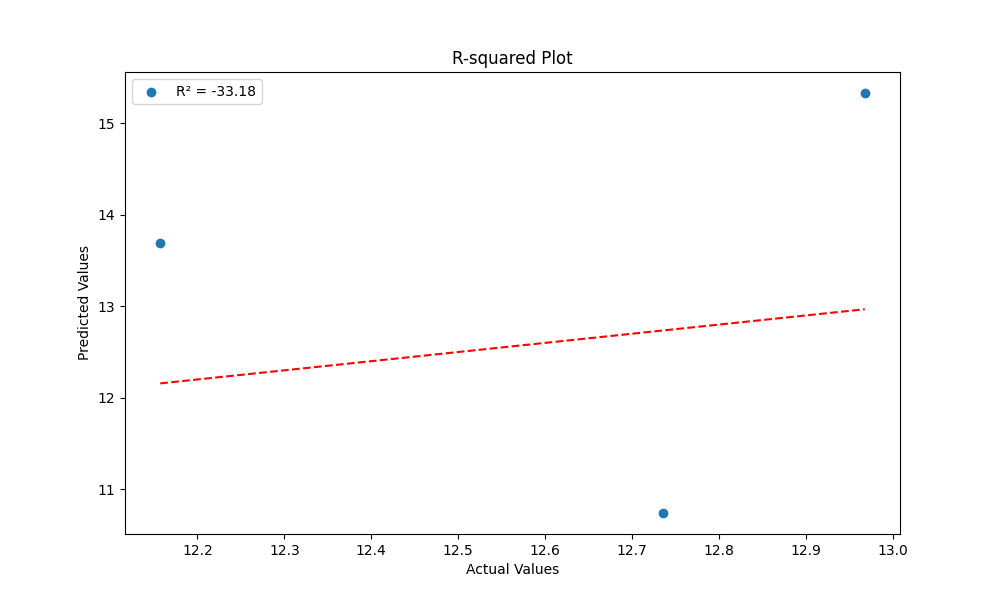 R-squared Plot
R² = -33.18
Predicted Values
15
14
13
12
11
12.2 12.3 12.4 12.5 12.6 12.7 12.8 12.9 13.0
Actual Values